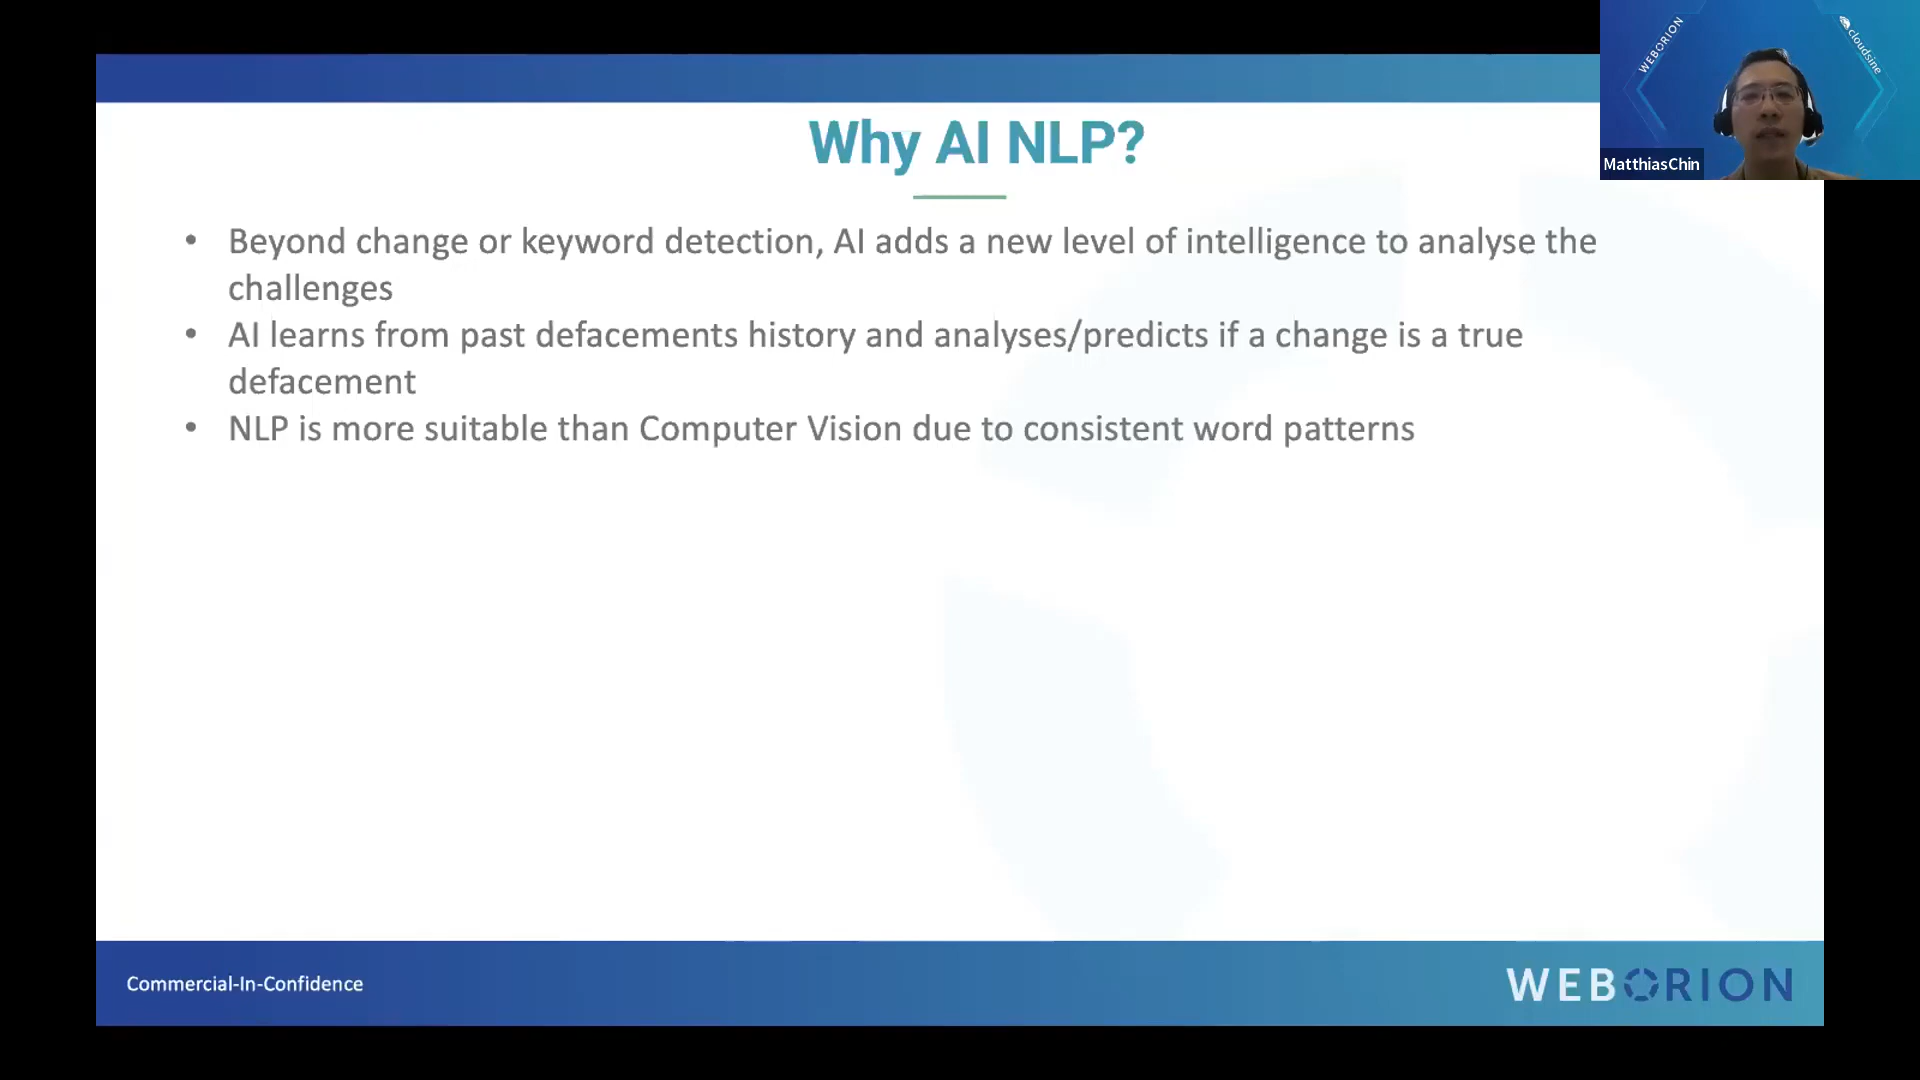 WEBORION
cloudsine
MatthiasChin
Why AI NLP?
• Beyond change or keyword detection, AI adds a new level of intelligence to analyse the
challenges
• AI learns from past defacements history and analyses/predicts if a change is a true
defacement
• NLP is more suitable than Computer Vision due to consistent word patterns
Commercial-In-Confidence
WEBORION